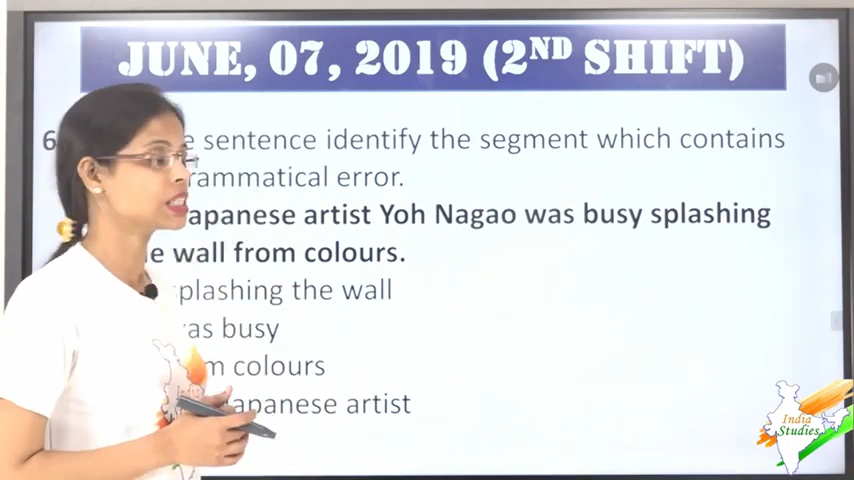 JUNE, 07, 2019 (2ND SHIFT)
6 sentence identify the segment which contains
rammatical error.
apanese artist Yoh Nagao was busy splashing
wall from colours.
plashing the wall
as busy
m colours
apanese artist
India
Studies